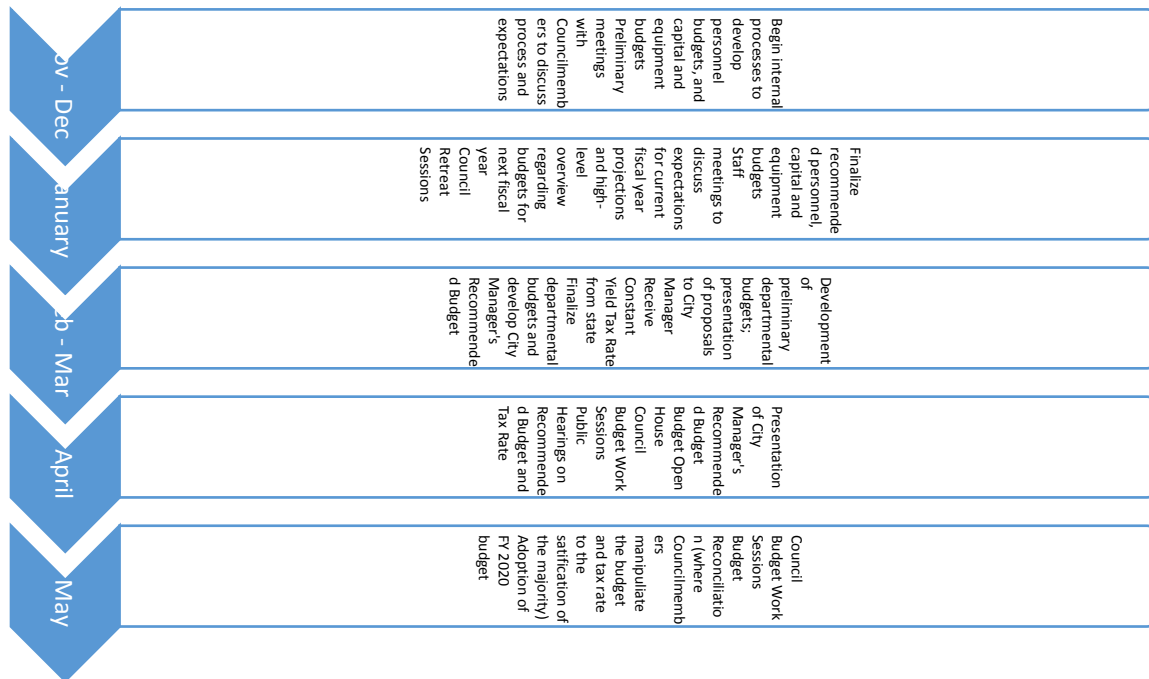 ov - Dec
Begin internal
processes to
develop
personnel
budgets, and
capital and
equipment
budgets
Preliminary
meetings
with
Councilmemb
ers to discuss
process and
expectations
anuary
Finalize
recommende
d personnel,
capital and
equipment
budgets
Staff
meetings to
discuss
expectations
for current
fiscal year
projections
and high-
level
overview
regarding
budgets for
next fiscal
year
Council
Retreat
Sessions
eb - Mar
Development
of
preliminary
departmental
budgets;
presentation
of proposals
to City
Manager
Receive
Constant
Yield Tax Rate
from state
Finalize
departmental
budgets and
develop City
Manager's
Recommende
d Budget
April
Presentation
of City
Manager's
Recommende
d Budget
Budget Open
House
Council
Budget Work
Sessions
Public
Hearings on
Recommende
d Budget and
Tax Rate
May
Council
Budget Work
Sessions
Budget
Reconciliatio
n (where
Councilmemb
ers
manipuliate
the budget
and tax rate
to the
satification of
the majority)
Adoption of
FY 2020
budget